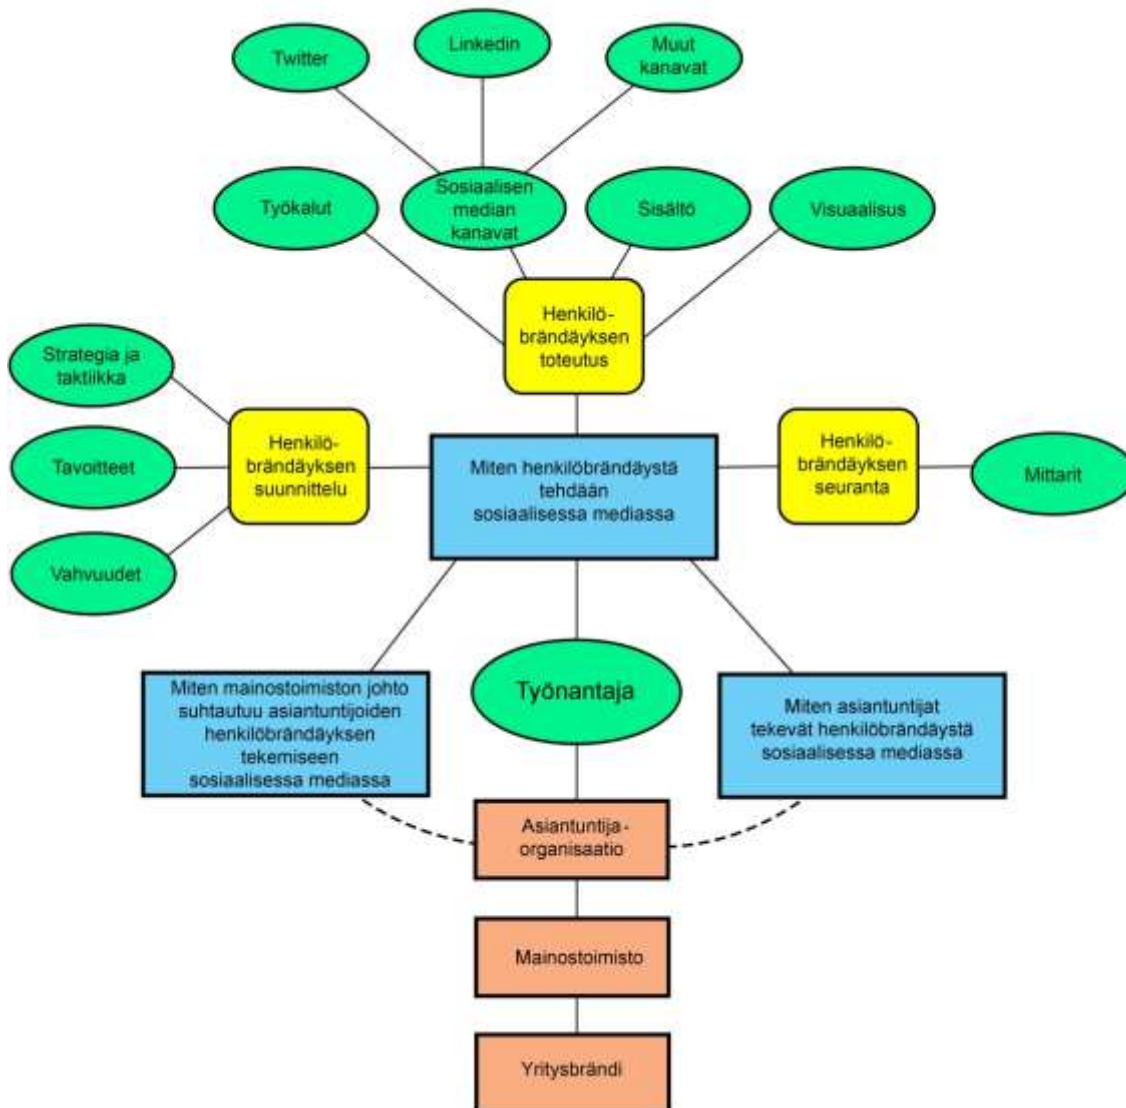 Twitter
Linkedin
Muut
kanavat
Työkalut
Sosiaalisen
median
kanavat
Sisältö
Visuaalisus
Henkilö-
brändäyksen
toteutus
Strategia ja
taktiikka
Tavoitteet
Vahvuudet
Henkilö-
brändäyksen
suunnittelu
Miten henkilöbrändäystä
tehdään
sosiaalisessa mediassa
Henkilö-
brändäyksen
seuranta
Mittarit
Miten mainostoimiston johto
suhtautuu asiantuntijoiden
henkilöbrändäyksen
tekemiseen
sosiaalisessa mediassa
Työnantaja
Miten asiantuntijat
tekevät henkilöbrändäystä
sosiaalisessa mediassa
Asiantuntija-
organisaatio
Mainostoimisto
Yritysbrändi